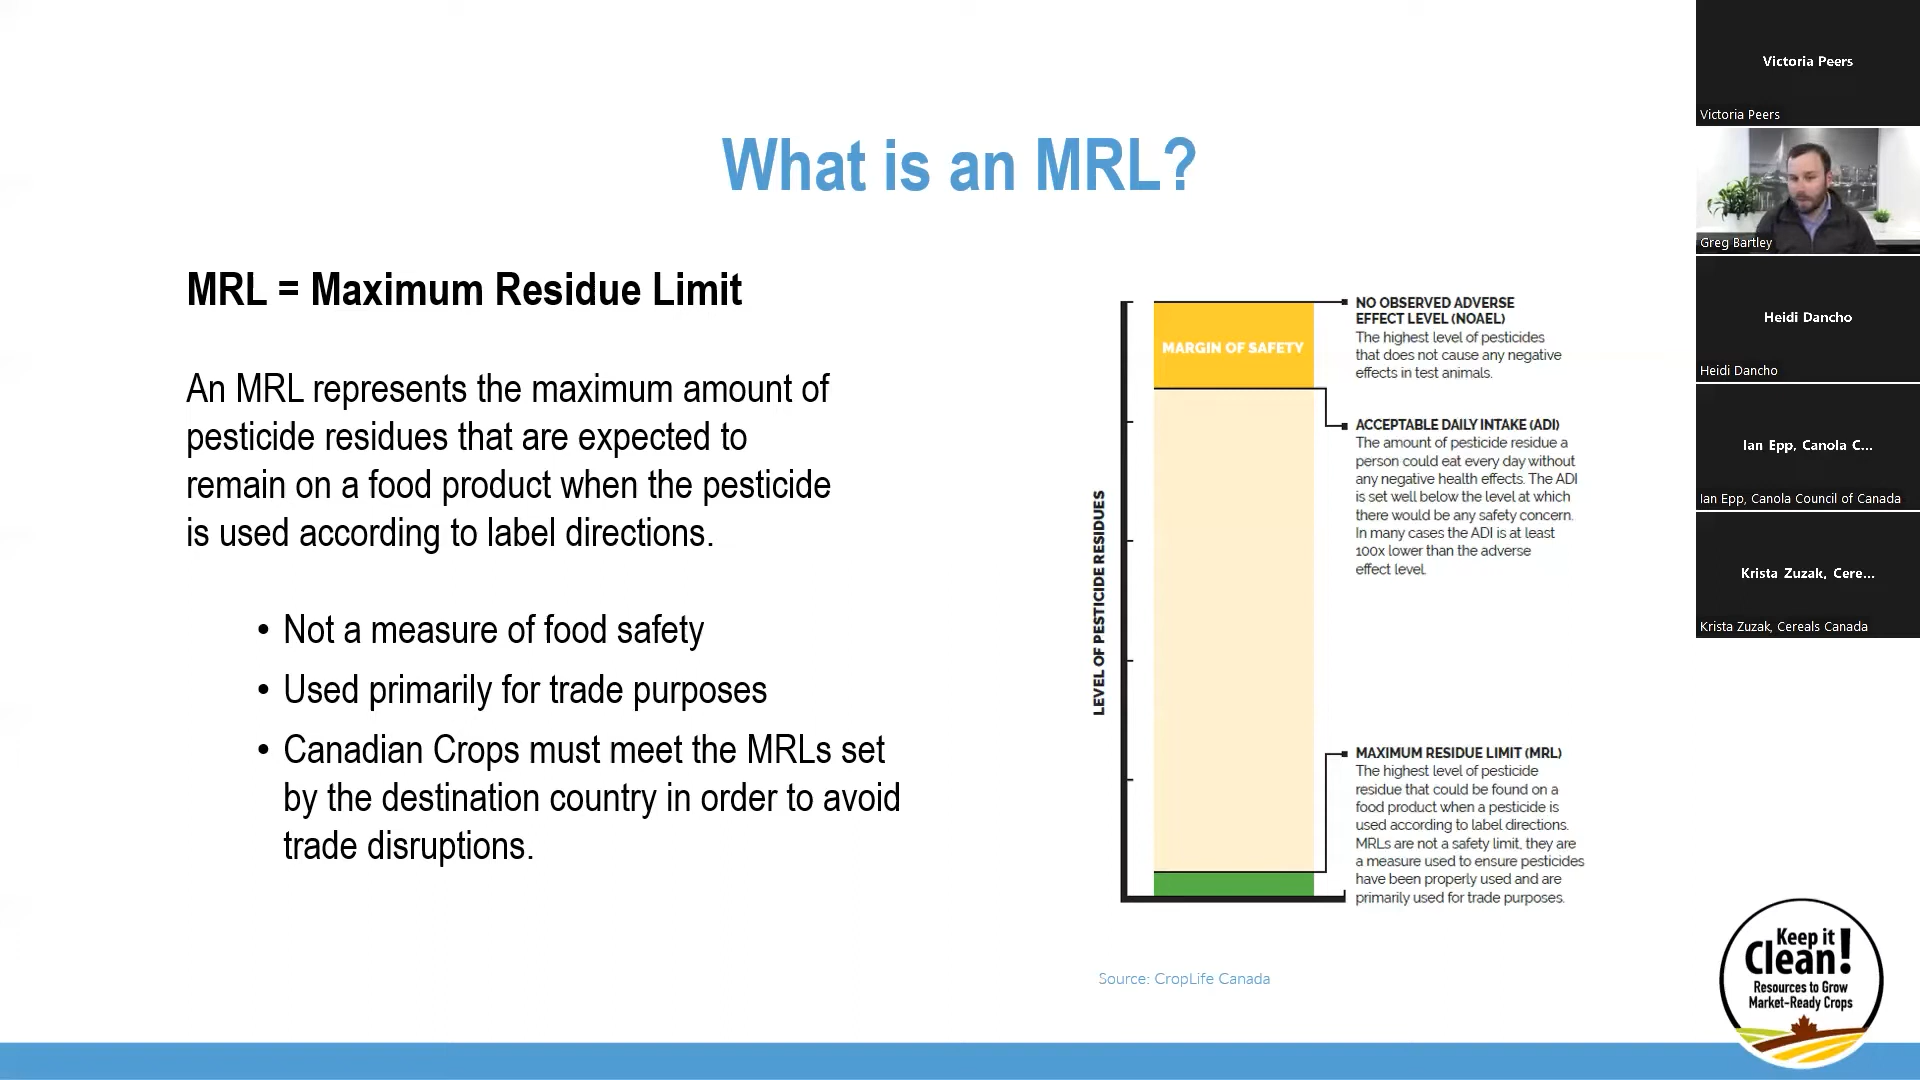 What is an MRL?
MRL = Maximum Residue Limit
An MRL represents the maximum amount of
pesticide residues that are expected to
remain on a food product when the pesticide
is used according to label directions.
• Not a measure of food safety
• Used primarily for trade purposes
• Canadian Crops must meet the MRLs set
by the destination country in order to avoid
trade disruptions.
LEVEL OF PESTICIDE RESIDUES
MARGIN OF SAFETY
NO OBSERVED ADVERSE
EFFECT LEVEL (NOAEL)
The highest level of pesticides
that does not cause any negative
effects in test animals.
ACCEPTABLE DAILY INTAKE (ADI)
The amount of pesticide residue a
person could eat every day without
any negative health effects. The ADI
is set well below the level at which
there would be any safety concern.
In many cases the ADI is at least
100x lower than the adverse
effect level.
MAXIMUM RESIDUE LIMIT (MRL)
The highest level of pesticide
residue that could be found on a
food product when a pesticide is
used according to label directions.
MRLs are not a safety limit, they are
a measure used to ensure pesticides
have been properly used and are
primarily used for trade purposes.
Source: CropLife Canada
Victoria Peers
Victoria Peers
Greg Bartley
Heidi Dancho
Heidi Dancho
Ian Epp, Canola C...
Ian Epp, Canola Council of Canada
Krista Zuzak, Cere...
Krista Zuzak, Cereals Canada
Keep it
Clean!
Resources to Grow
Market-Ready Crops